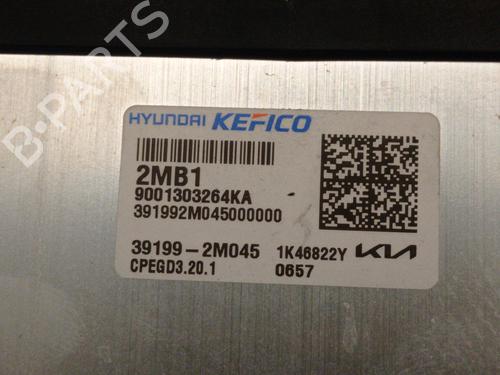 B-PARTS
HYUNDAI KEFICO
2MB1
9001303264KA
391992M045000000
39199-2M045 1K46822Y KIA
CPEGD3.20.1 0657